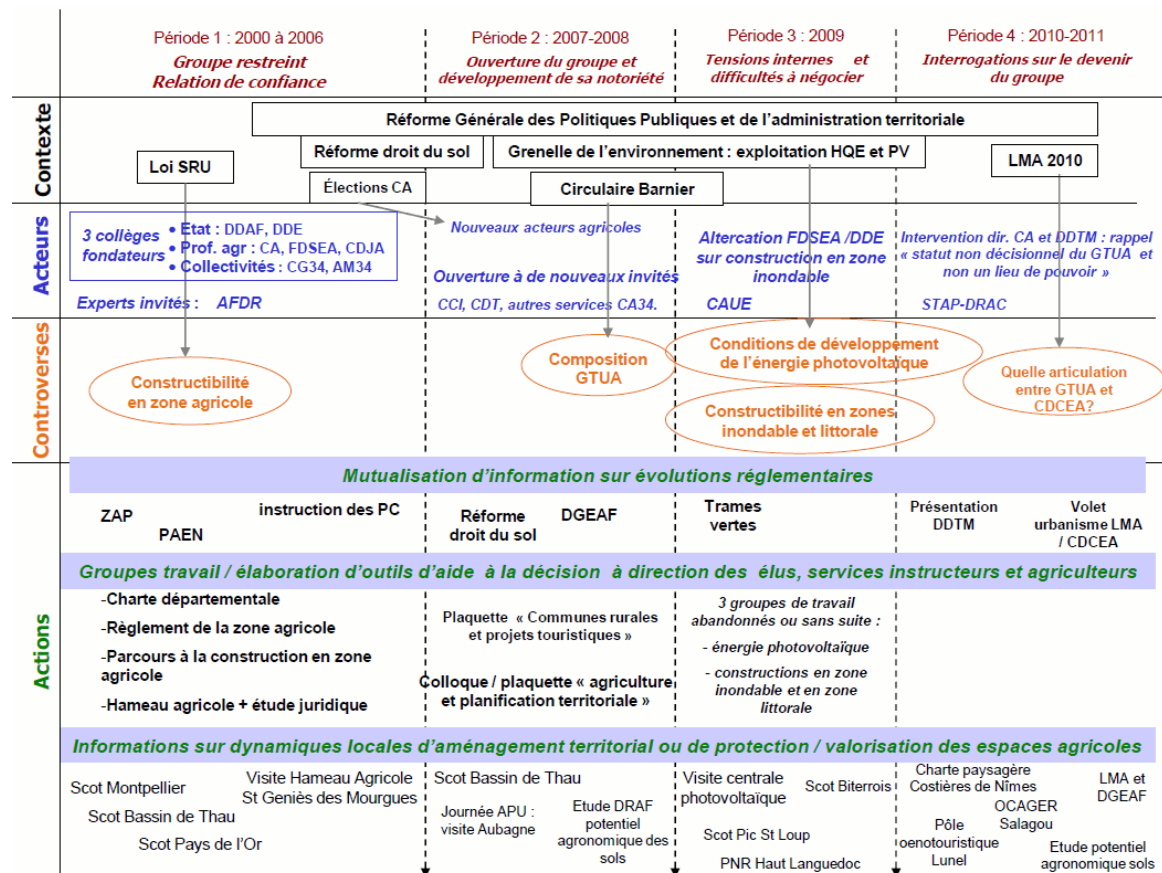 Période 1 : 2000 à 2006
Groupe restreint
Relation de confiance
Période 2 : 2007-2008
Ouverture du groupe et
développement de sa notoriété
Période 3 : 2009
Tensions internes et
difficultés à négocier
Période 4 : 2010-2011
Interrogations sur le devenir
du groupe
Contexte
Réforme Générale des Politiques Publiques et de l'administration territoriale
Loi SRU
Réforme droit du sol
Grenelle de l'environnement : exploitation HQE et PV
LMA 2010
Élections CA
Circulaire Barnier
Acteurs
3 collèges
fondateurs
• Etat : DDAF, DDE
• Prof. agr : CA, FDSEA, CDJA
• Collectivités : CG34, AM34
Experts invités : AFDR
Nouveaux acteurs agricoles
Ouverture à de nouveaux invités
CCI, CDT, autres services CA34.
Altercation FDSEA /DDE
sur construction en zone
inondable
CAUE
Intervention dir. CA et DDTM : rappel
« statut non décisionnel du GTUA et
non un lieu de pouvoir »
STAP-DRAC
Controverses
Constructibilité
en zone agricole
Composition
GTUA
Conditions de développement
de l'énergie photovoltaïque
Constructibilité en zones
inondable et littorale
Quelle articulation
entre GTUA et
CDCEA?
Actions
Mutualisation d'information sur évolutions réglementaires
ZAP
PAEN
instruction des PC
Réforme
droit du sol
DGEAF
Trames
vertes
Présentation
DDTM
Volet
urbanisme LMA
/ CDCEA
Groupes travail / élaboration d'outils d'aide à la décision à direction des élus, services instructeurs et agriculteurs
-Charte départementale
-Règlement de la zone agricole
-Parcours à la construction en zone
agricole
-Hameau agricole + étude juridique
Plaquette « Communes rurales
et projets touristiques »
Colloque / plaquette « agriculture
et planification territoriale »
3 groupes de travail
abandonnés ou sans suite :
- énergie photovoltaïque
- constructions en zone
inondable et en zone
littorale
Informations sur dynamiques locales d'aménagement territorial ou de protection / valorisation des espaces agricoles
Scot Montpellier
Scot Bassin de Thau
Scot Pays de l'Or
Visite Hameau Agricole
St Geniès des Mourgues
Scot Bassin de Thau
Journée APU :
visite Aubagne
Etude DRAF
potentiel
agronomique des
sols
Visite centrale
photovoltaïque
Scot Biterrois
Scot Pic St Loup
PNR Haut Languedoc
Charte paysagère
Costières de Nîmes
LMA et
DGEAF
OCAGER
Salagou
Pôle
oenotouristique
Lunel
Etude potentiel
agronomique sols